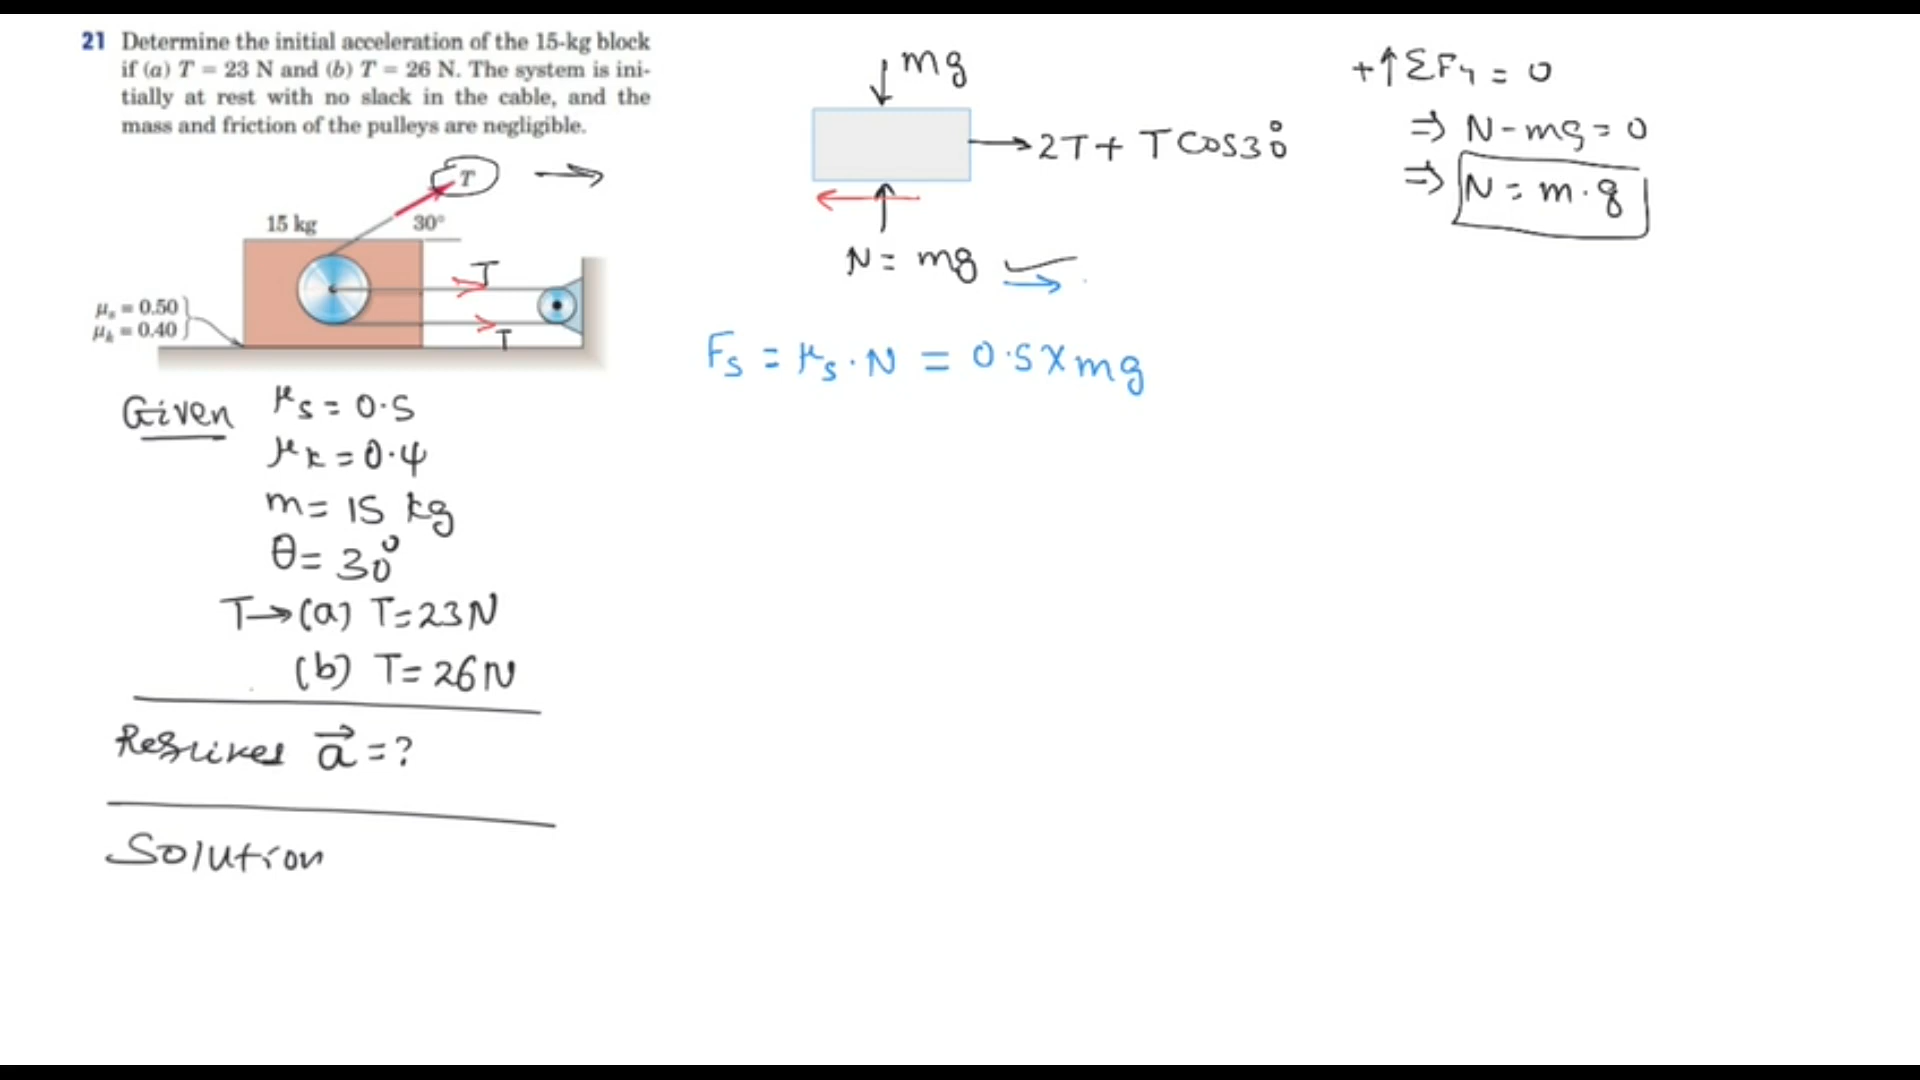 21 Determine the initial acceleration of the 15-kg block
if (a) T = 23 N and (b) T = 26 N. The system is ini-
tially at rest with no slack in the cable, and the
mass and friction of the pulleys are negligible.
T
15 kg
30°
T
T
μs = 0.50
μk = 0.40
Given μs = 0.5
μk = 0.4
m = 15 kg
θ = 30°
T → (a) T = 23N
(b) T = 26N
a⃗ = ?
Solution
mg
→ 2T + T Cos30°
N = mg
Fs = μs . N = 0.5 x mg
+↑ΣFy = 0
⇒ N - mg = 0
⇒ N = m . g